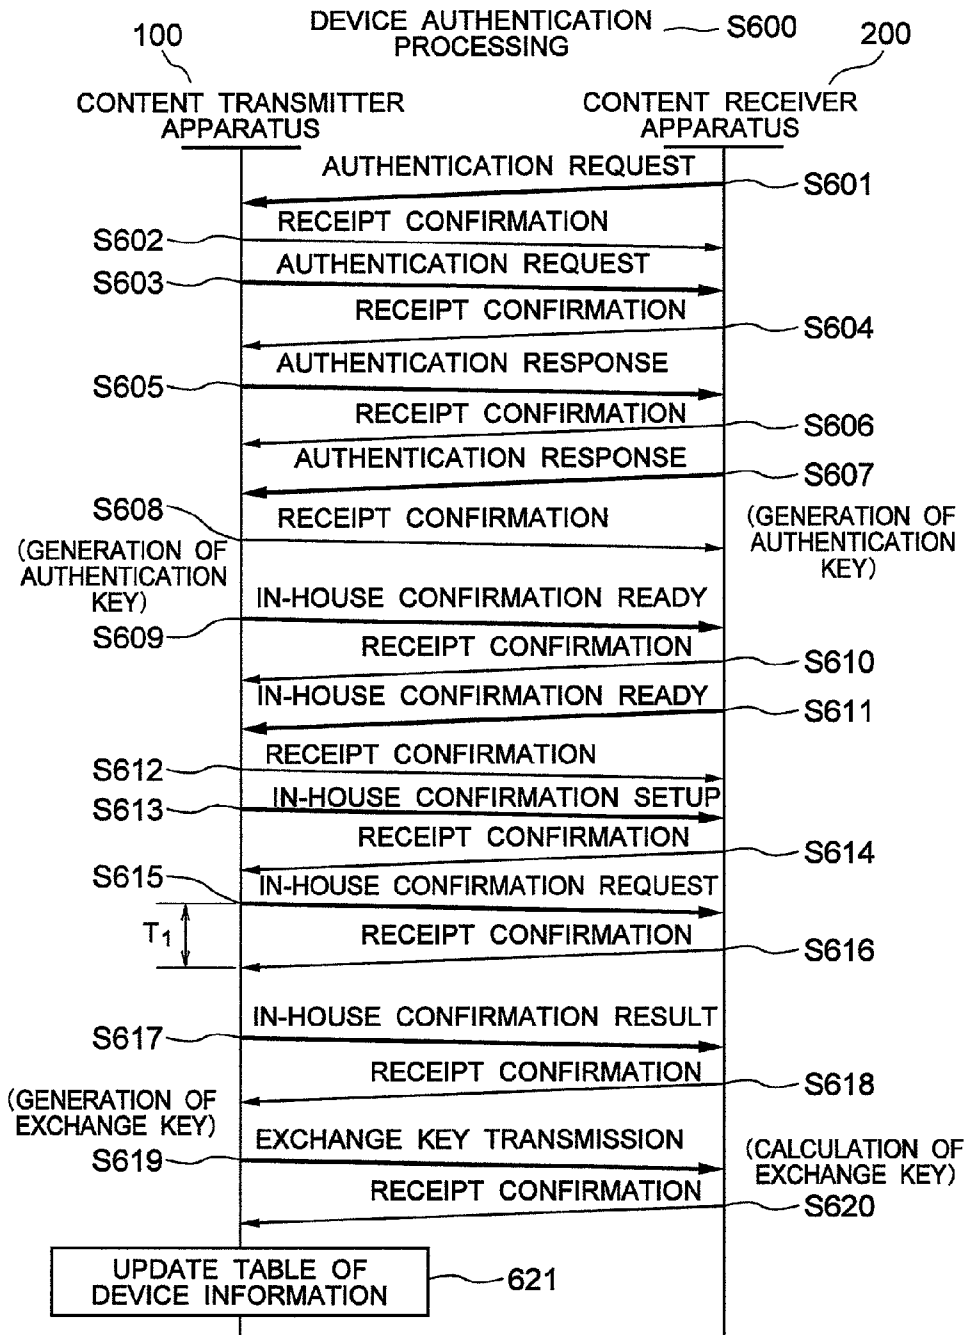 DEVICE AUTHENTICATION
PROCESSING
S600
100
200
CONTENT TRANSMITTER
APPARATUS
CONTENT RECEIVER
APPARATUS
AUTHENTICATION REQUEST
S601
RECEIPT CONFIRMATION
S602
AUTHENTICATION REQUEST
S603
RECEIPT CONFIRMATION
S604
AUTHENTICATION RESPONSE
S605
RECEIPT CONFIRMATION
S606
AUTHENTICATION RESPONSE
S607
S608
RECEIPT CONFIRMATION
(GENERATION OF
AUTHENTICATION
KEY)
(GENERATION OF
AUTHENTICATION
KEY)
IN-HOUSE CONFIRMATION READY
S609
RECEIPT CONFIRMATION
S610
IN-HOUSE CONFIRMATION READY
S611
RECEIPT CONFIRMATION
S612
IN-HOUSE CONFIRMATION SETUP
S613
RECEIPT CONFIRMATION
S614
S615
IN-HOUSE CONFIRMATION REQUEST
T1
RECEIPT CONFIRMATION
S616
IN-HOUSE CONFIRMATION RESULT
S617
RECEIPT CONFIRMATION
S618
(GENERATION OF
EXCHANGE KEY)
EXCHANGE KEY TRANSMISSION
S619
(CALCULATION OF
EXCHANGE KEY)
RECEIPT CONFIRMATION
S620
UPDATE TABLE OF
DEVICE INFORMATION
621